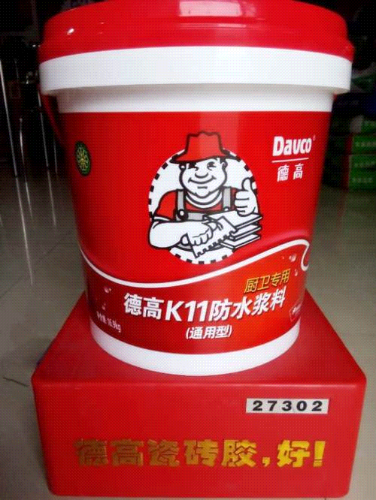 Davco®
德高
厨卫专用
德高K11防水浆料
(通用型)
27302
德高瓷砖胶,好!